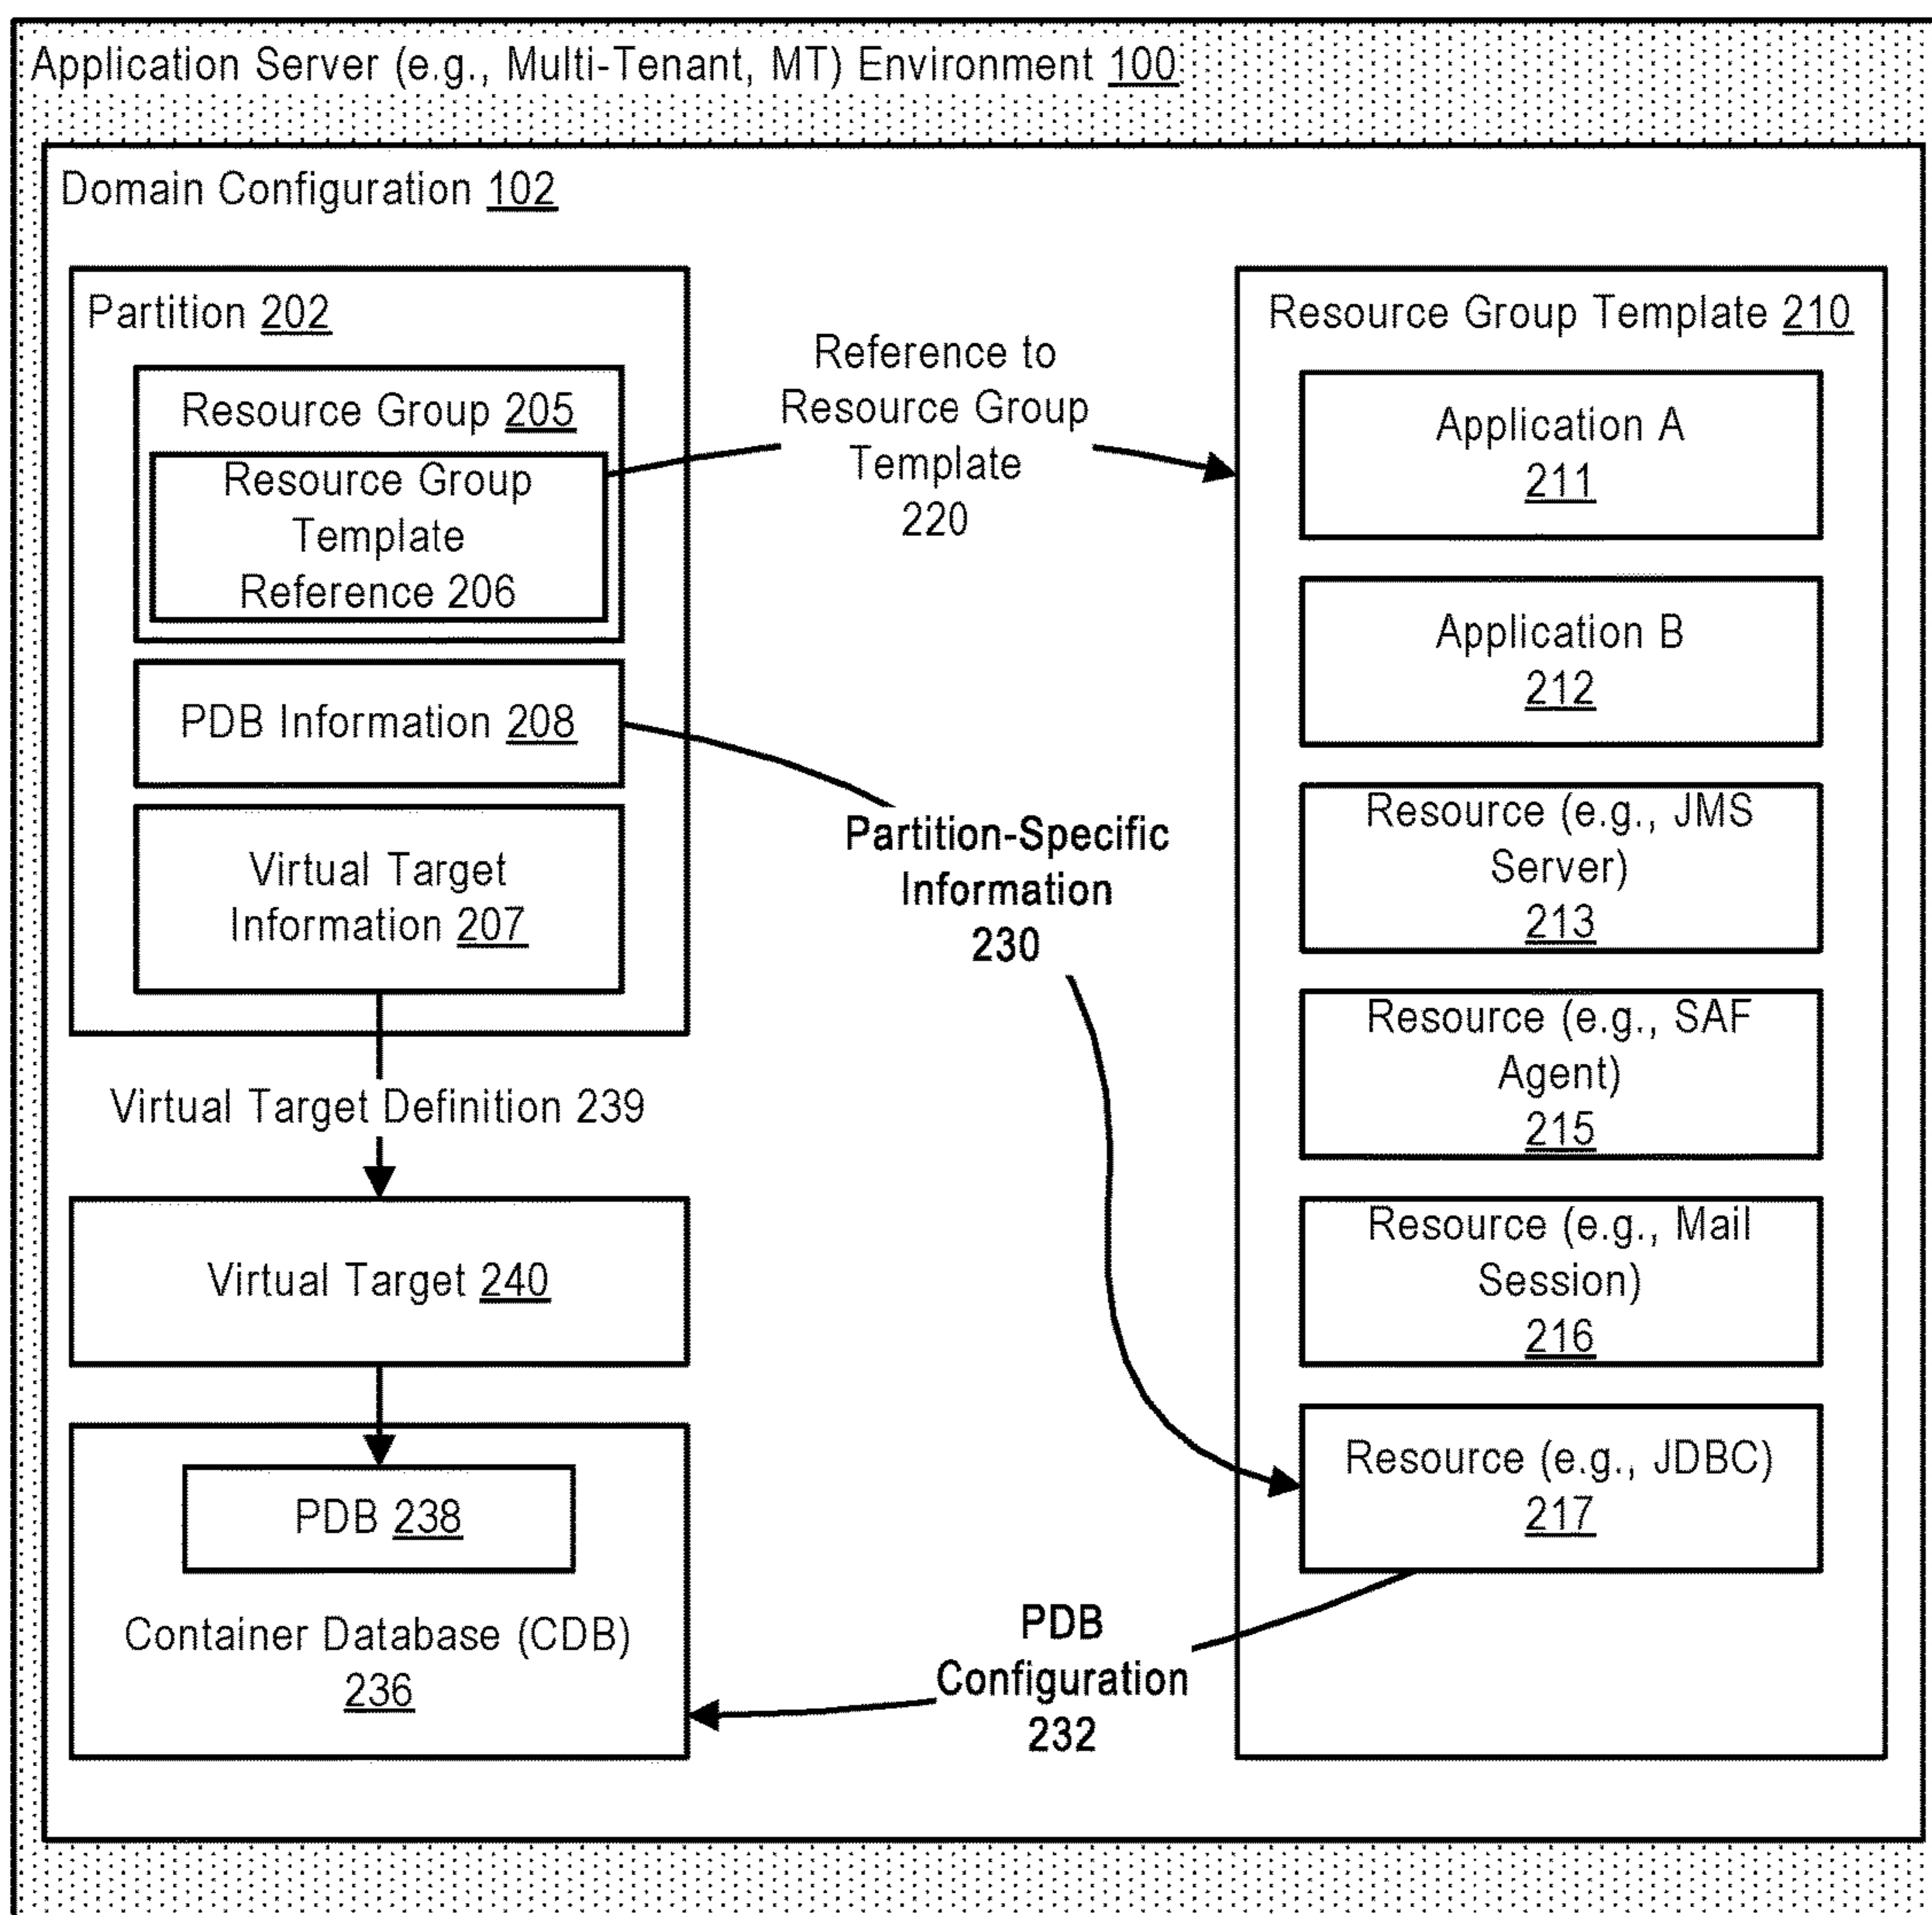 Application Server (e.g., Multi-Tenant, MT) Environment 100
Domain Configuration 102
Partition 202
Resource Group 205
Resource Group
Template
Reference 206
PDB Information 208
Virtual Target
Information 207
Virtual Target Definition 239
Virtual Target 240
PDB 238
Container Database (CDB)
236
Reference to
Resource Group
Template
220
Partition-Specific
Information
230
PDB
Configuration
232
Resource Group Template 210
Application A
211
Application B
212
Resource (e.g., JMS
Server)
213
Resource (e.g., SAF
Agent)
215
Resource (e.g., Mail
Session)
216
Resource (e.g., JDBC)
217